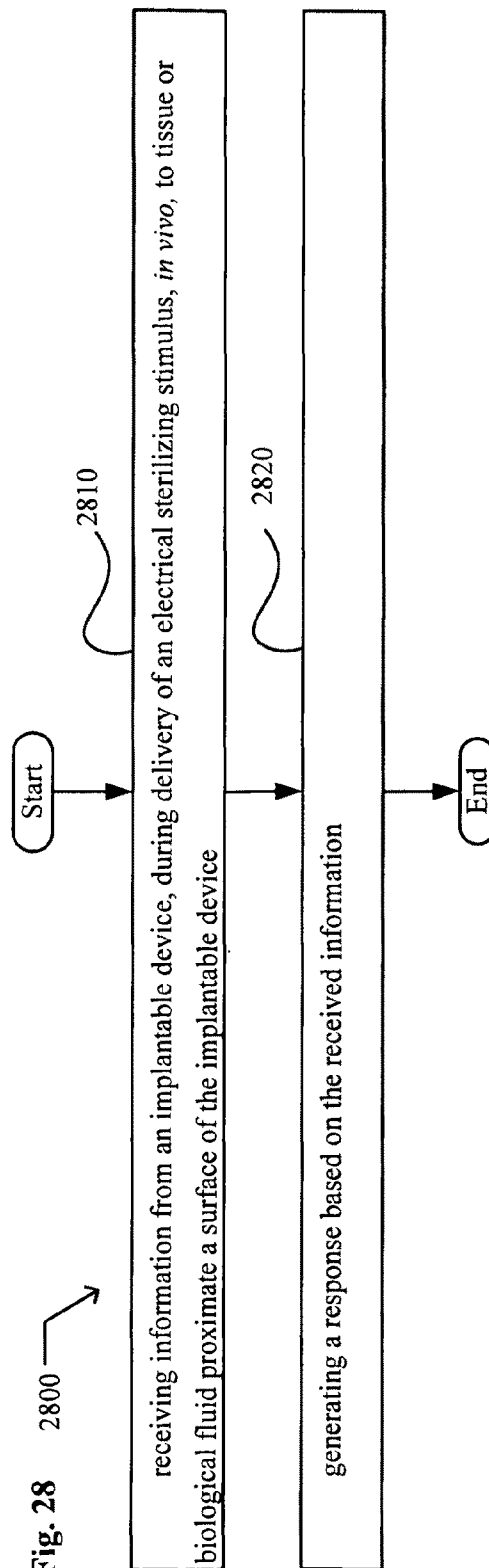 Fig. 28
2800
Start
2810
receiving information from an implantable device, during delivery of an electrical sterilizing stimulus, in vivo, to tissue or
biological fluid proximate a surface of the implantable device
2820
generating a response based on the received information
End